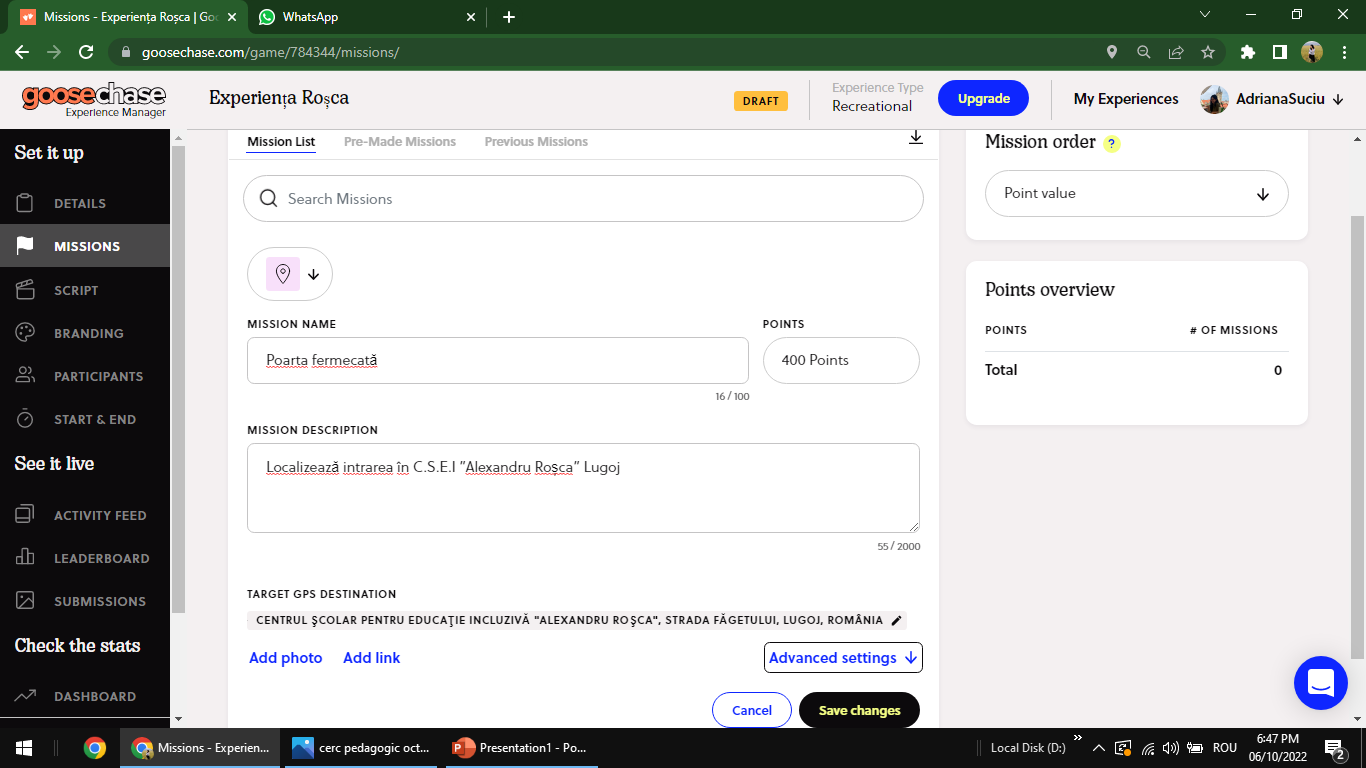 Missions - Experiența Roșca | Go
WhatsApp
goosechase.com/game/784344/missions/
goosechase
Experience Manager
Experiența Roșca
DRAFT
Experience Type
Recreational
Upgrade
My Experiences
AdrianaSuciu
Set it up
DETAILS
MISSIONS
SCRIPT
BRANDING
PARTICIPANTS
START & END
See it live
ACTIVITY FEED
LEADERBOARD
SUBMISSIONS
Check the stats
DASHBOARD
Mission List
Pre-Made Missions
Previous Missions
Search Missions
MISSION NAME
POINTS
Poarta fermecată
400 Points
16 / 100
MISSION DESCRIPTION
Localizează intrarea în C.S.E.I ”Alexandru Roșca” Lugoj
55 / 2000
TARGET GPS DESTINATION
CENTRUL ŞCOLAR PENTRU EDUCAŢIE INCLUZIVĂ "ALEXANDRU ROŞCA", STRADA FĂGETULUI, LUGOJ, ROMÂNIA
Add photo
Add link
Advanced settings
Cancel
Save changes
Mission order ?
Point value
Points overview
POINTS
# OF MISSIONS
Total
0
Missions - Experien...
cerc pedagogic oct...
Presentation1 - Po...
Local Disk (D:)
ROU
6:47 PM
06/10/2022
2